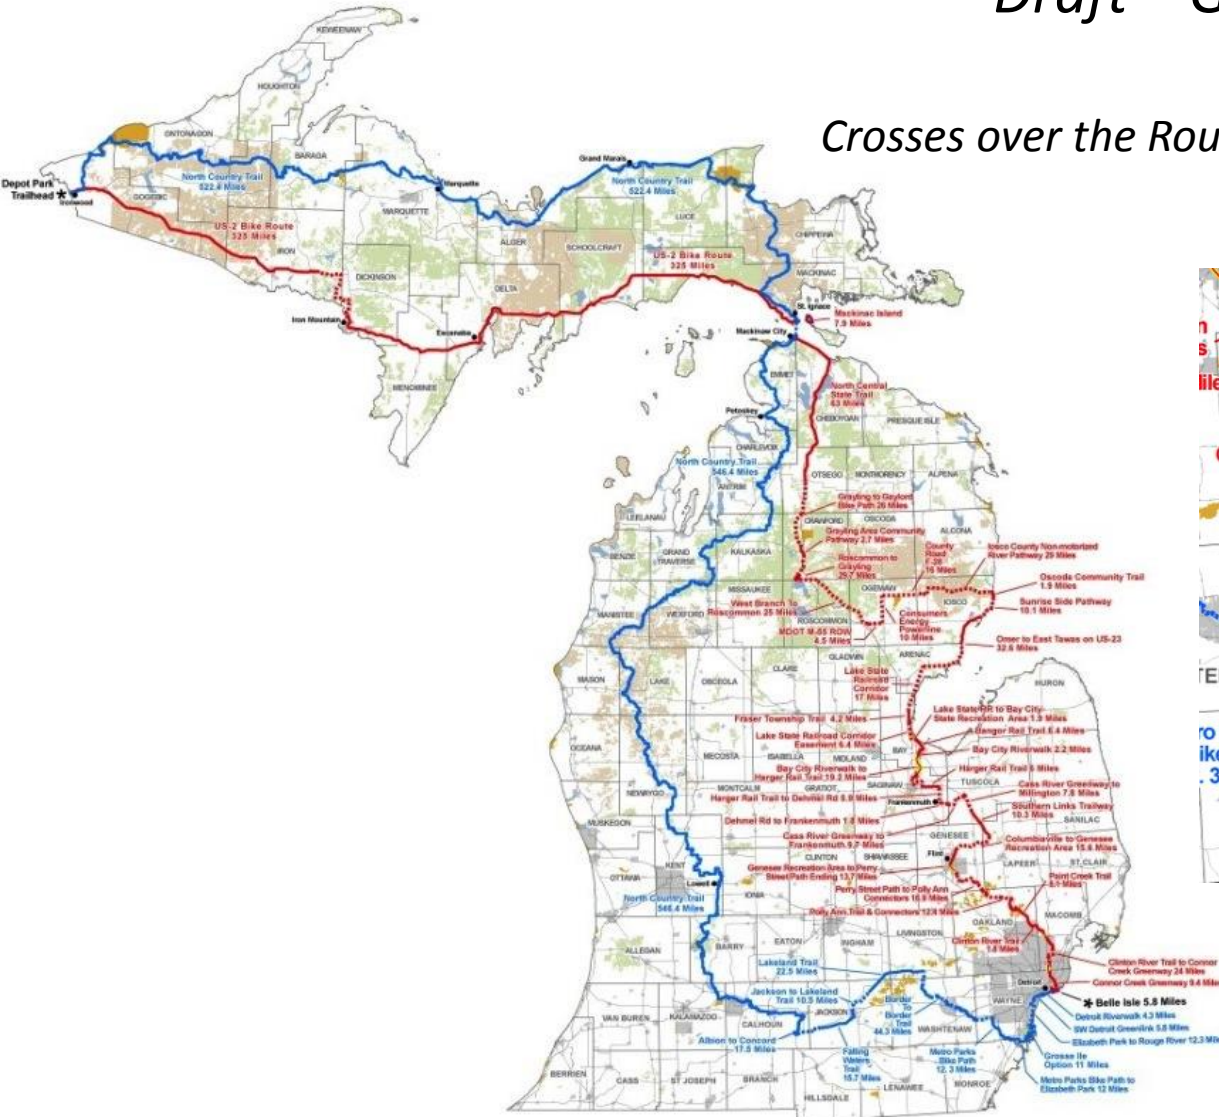 Crosses over the Rou
KEWEENAW
HOUGHTON
ONTONAGON
BARAGA
Grand Marais
Depot Park
Trailhead *
Ironwood
GOGEBIC
North Country Trail
522.4 Miles
Marquette
MARQUETTE
North Country Trail
522.4 Miles
LUCE
ALGER
SCHOOLCRAFT
CHIPPEWA
US-2 Bike Route
325 Miles
IRON
DICKINSON
DELTA
US-2 Bike Route
325 Miles
MACKINAC
St. Ignace
Mackinac Island
7.9 Miles
Iron Mountain
Escanaba
Mackinaw City
MENOMINEE
EMMET
North Central
State Trail
63 Miles
CHEBOYGAN
PRESQUE ISLE
Petoskey
CHARLEVOIX
North Country Trail
546.4 Miles
ANTRIM
OTSEGO
MONTMORENCY
ALPENA
LEELANAU
Grayling to Gaylord
Bike Path 26 Miles
CRAWFORD
OSCODA
ALCONA
Grayling Area Community
Pathway 2.7 Miles
BENZIE
GRAND
TRAVERSE
KALKASKA
Roscommon to
Grayling
29.7 Miles
County
Road
F-28
16 Miles
Iosco County Non-motorized
River Pathway 29 Miles
MISSAUKEE
OGEMAW
IOSCO
Oscoda Community Trail
1.9 Miles
Sunrise Side Pathway
10.1 Miles
MANISTEE
WEXFORD
West Branch to
Roscommon 25 Miles
ROSCOMMON
MDOT M-55 ROW
4.5 Miles
Consumers
Energy
Powerline
10 Miles
Omer to East Tawas on US-23
32.6 Miles
GLADWIN
ARENAC
CLARE
Lake State
Railroad
Corridor
17 Miles
MASON
LAKE
OSCEOLA
HURON
Fraser Township Trail 4.2 Miles
Lake State RR to Bay City
State Recreation Area 1.9 Miles
Lake State Railroad Corridor
Easement 6.4 Miles
Bangor Rail Trail 6.4 Miles
Bay City Riverwalk 2.2 Miles
OCEANA
MECOSTA
ISABELLA
MIDLAND
BAY
Bay City Riverwalk to
Harger Rail Trail 19.2 Miles
Harger Rail Trail 8 Miles
TUSCOLA
NEWAYGO
MONTCALM
GRATIOT
SAGINAW
Cass River Greenway to
Millington 7.8 Miles
Frankenmuth
Southern Links Trailway
10.3 Miles
SANILAC
MUSKEGON
Cass River Greenway to
Frankenmuth 9.7 Miles
GENESEE
Columbiaville to Genesee
Recreation Area 15.6 Miles
CLINTON
SHIAWASSEE
Flint
LAPEER
ST. CLAIR
Genesee Recreation Area to Perry
Street Path Ending 13.7 Miles
KENT
OTTAWA
Lowell
IONIA
Perry Street Path to Polly Ann
Connectors 16.9 Miles
Paint Creek Trail
North Country Trail
546.4 Miles
Polly Ann Trail & Connectors 12.8 Miles
OAKLAND
MACOMB
ALLEGAN
BARRY
EATON
INGHAM
LIVINGSTON
Clinton River Trail
Lakeland Trail
22.5 Miles
Clinton River Trail to Connor
Creek Greenway 24 Miles
Connor Creek Greenway 9.4 Mile
Detroit
Jackson to Lakeland
Trail 10.5 Miles
Border
To
Border
Trail
44.3 Miles
WAYNE
* Belle Isle 5.8 Miles
VAN BUREN
KALAMAZOO
CALHOUN
JACKSON
WASHTENAW
Detroit Riverwalk 4.3 Miles
SW Detroit Greenlink 5.8 Miles
Elizabeth Park to Rouge River 12.3 Mil
Albion to Concord
17.5 Miles
Falling
Waters
Trail
15.7 Miles
Metro Parks
Bike Path
12.3 Miles
Grosse Ile
Option 11 Miles
Metro Parks Bike Path to
Elizabeth Park 12 Miles
BERRIEN
CASS
ST JOSEPH
BRANCH
HILLSDALE
LENAWEE
MONROE